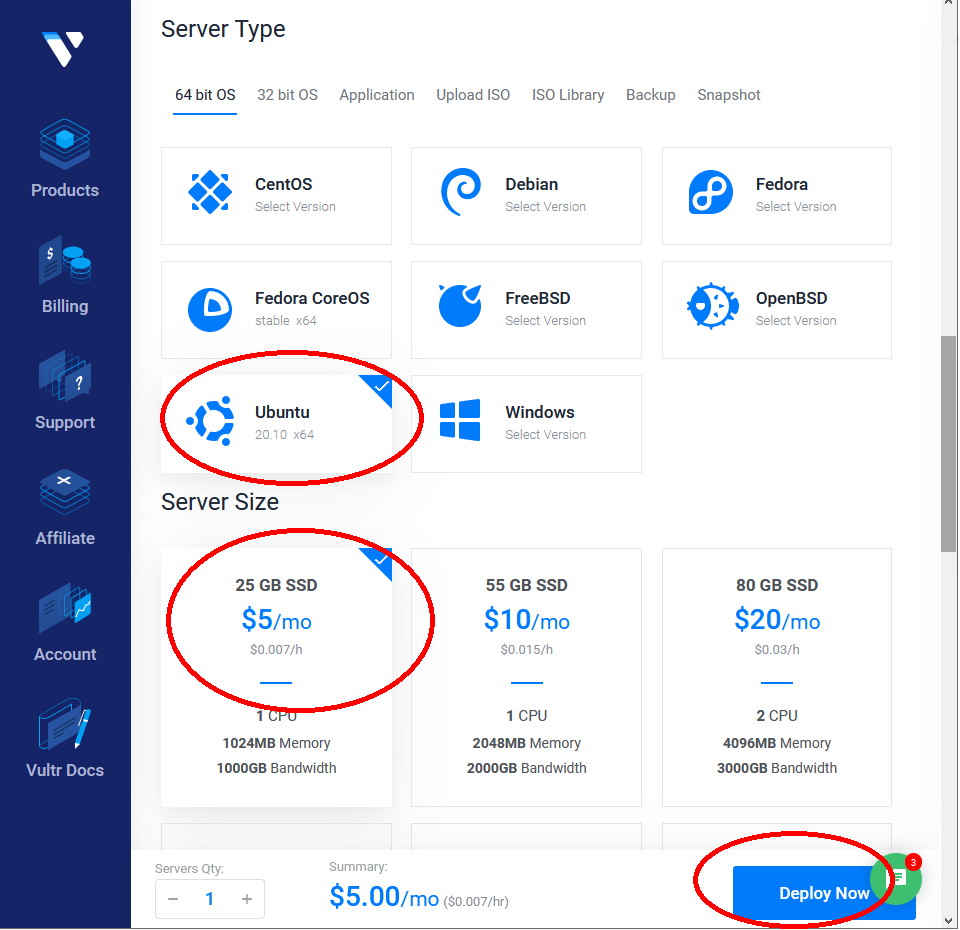 Server Type
64 bit OS 32 bit OS Application Upload ISO ISO Library Backup Snapshot
CentOS
Select Version
Debian
Select Version
Fedora
Select Version
Fedora CoreOS
stable x64
FreeBSD
Select Version
OpenBSD
Select Version
Ubuntu
20.10 x64
Windows
Select Version
Server Size
25 GB SSD
$5/mo
$0.007/h
1 CPU
1024MB Memory
1000GB Bandwidth
55 GB SSD
$10/mo
$0.015/h
1 CPU
2048MB Memory
2000GB Bandwidth
80 GB SSD
$20/mo
$0.03/h
2 CPU
4096MB Memory
3000GB Bandwidth
Servers Qty:
− 1 +
Summary:
$5.00/mo ($0.007/hr)
Deploy Now
3
Products
$
Billing
?
Support
Affiliate
Account
Vultr Docs